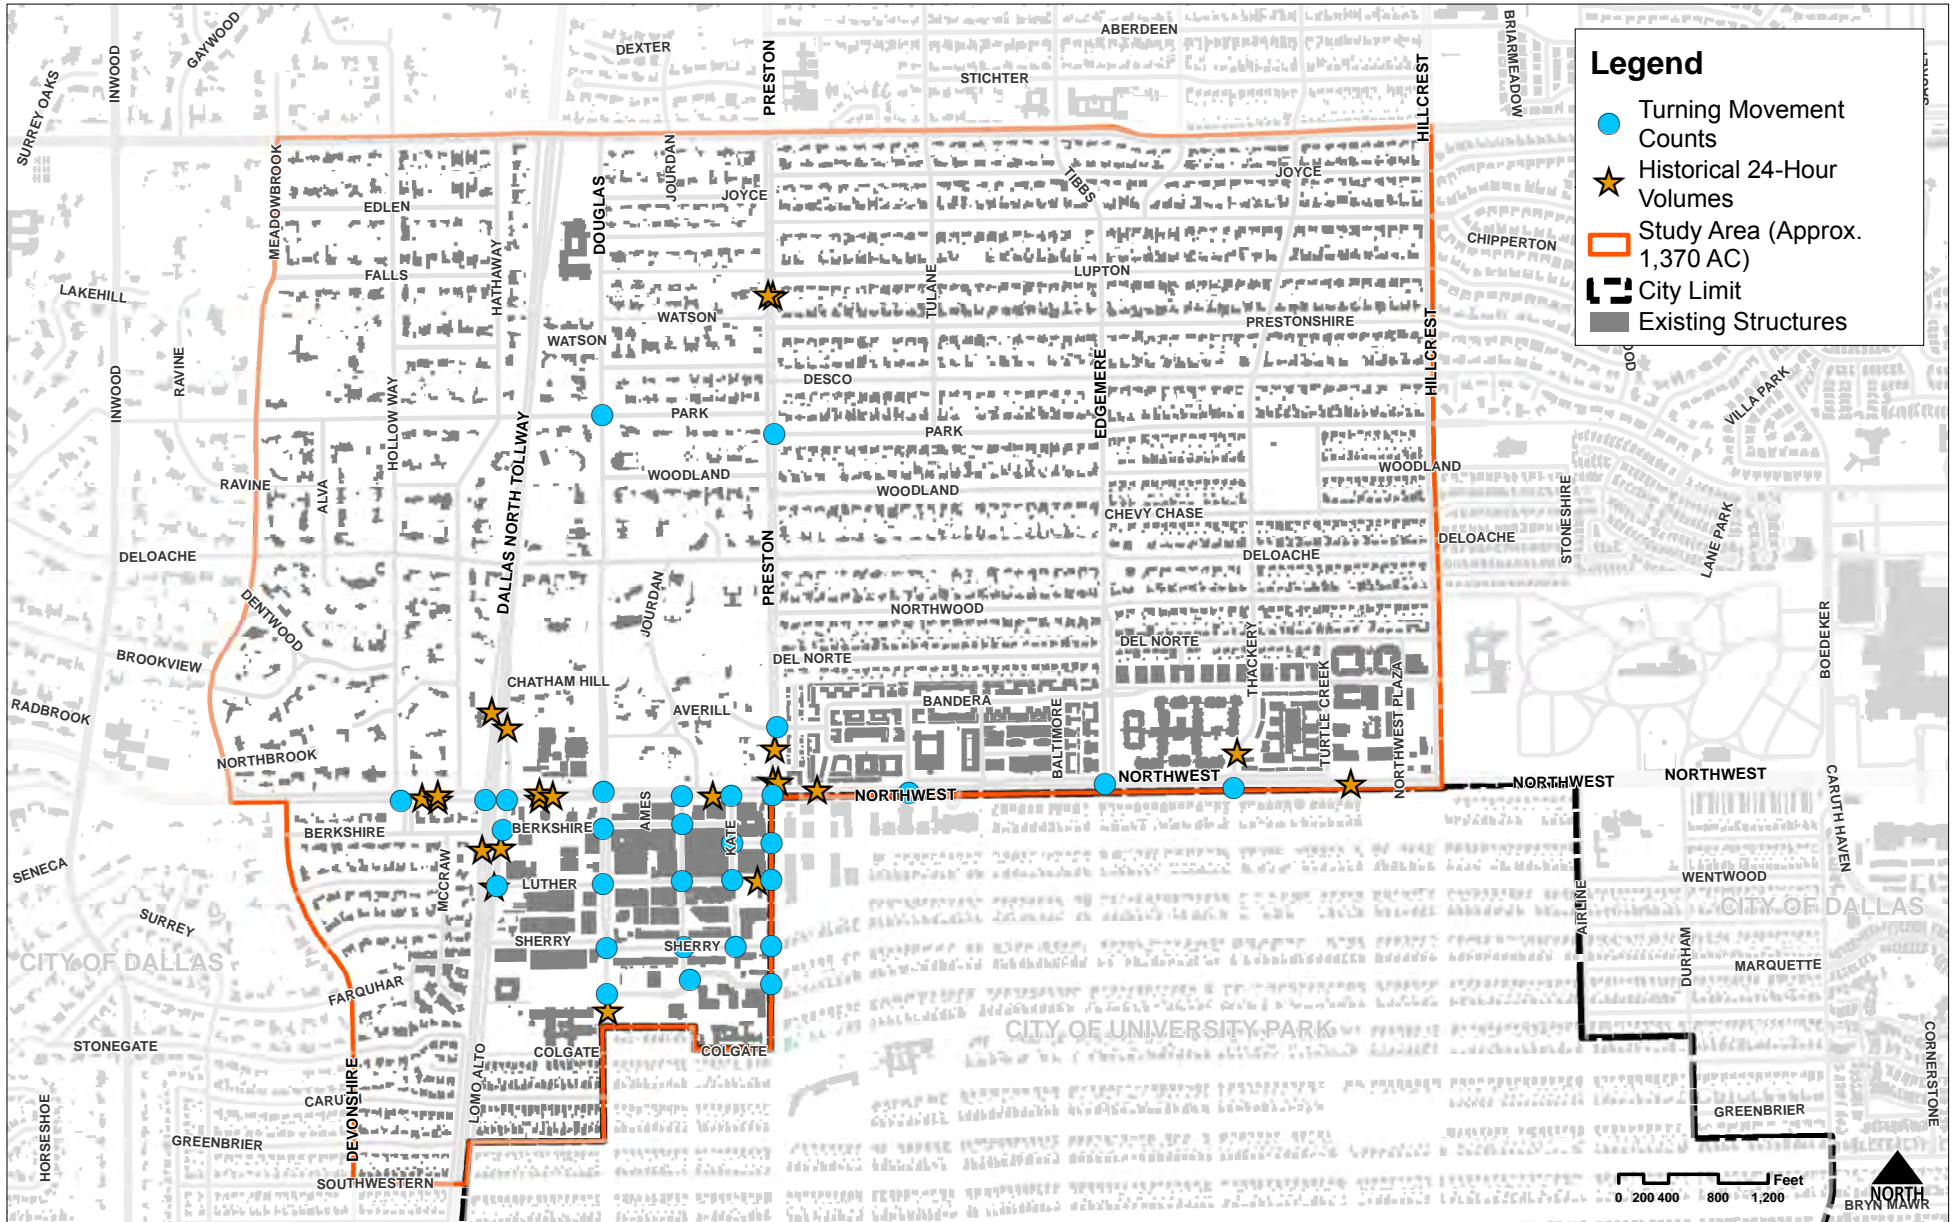 ABERDEEN
DEXTER
GAYWOOD
INWOOD
PRESTON
STICHTER
HILLCREST
BRIARMEADOW
SURREY OAKS
Legend
Turning Movement
Counts
Historical 24-Hour
Volumes
Study Area (Approx.
1,370 AC)
City Limit
Existing Structures
MEADOWBROOK
JOURDAN
JOYCE
TIBBS
JOYCE
EDLEN
DOUGLAS
HATHAWAY
FALLS
LUPTON
TULANE
CHIPPERTON
LAKEHILL
WATSON
WATSON
PRESTONSHIRE
HILLCREST
RAVINE
INWOOD
HOLLOW WAY
DESCO
EDGEMERE
VILLA PARK
PARK
PARK
DALLAS NORTH TOLLWAY
RAVINE
ALVA
WOODLAND
WOODLAND
WOODLAND
CHEVY CHASE
STONESHIRE
LANE PARK
DELOACHE
DELOACHE
DELOACHE
PRESTON
DENTWOOD
JOURDAN
NORTHWOOD
BOEDEKER
BROOKVIEW
DEL NORTE
DEL NORTE
THACKERY
CHATHAM HILL
TURTLE CREEK
NORTHWEST PLAZA
RADBROOK
AVERILL
BANDERA
BALTIMORE
NORTHBROOK
NORTHWEST
NORTHWEST
NORTHWEST
NORTHWEST
BERKSHIRE
BERKSHIRE
AMES
KATE
CARUTH HAVEN
SENECA
MCCRAW
LUTHER
WENTWOOD
AIRLINE
CITY OF DALLAS
SURREY
SHERRY
SHERRY
DURHAM
CITY OF DALLAS
MARQUETTE
FARQUHAR
CITY OF UNIVERSITY PARK
STONEGATE
COLGATE
COLGATE
CORNERSTONE
DEVONSHIRE
LOMO ALTO
HORSESHOE
GREENBRIER
GREENBRIER
SOUTHWESTERN
Feet
0 200 400 800 1,200
NORTH
BRYN MAWR